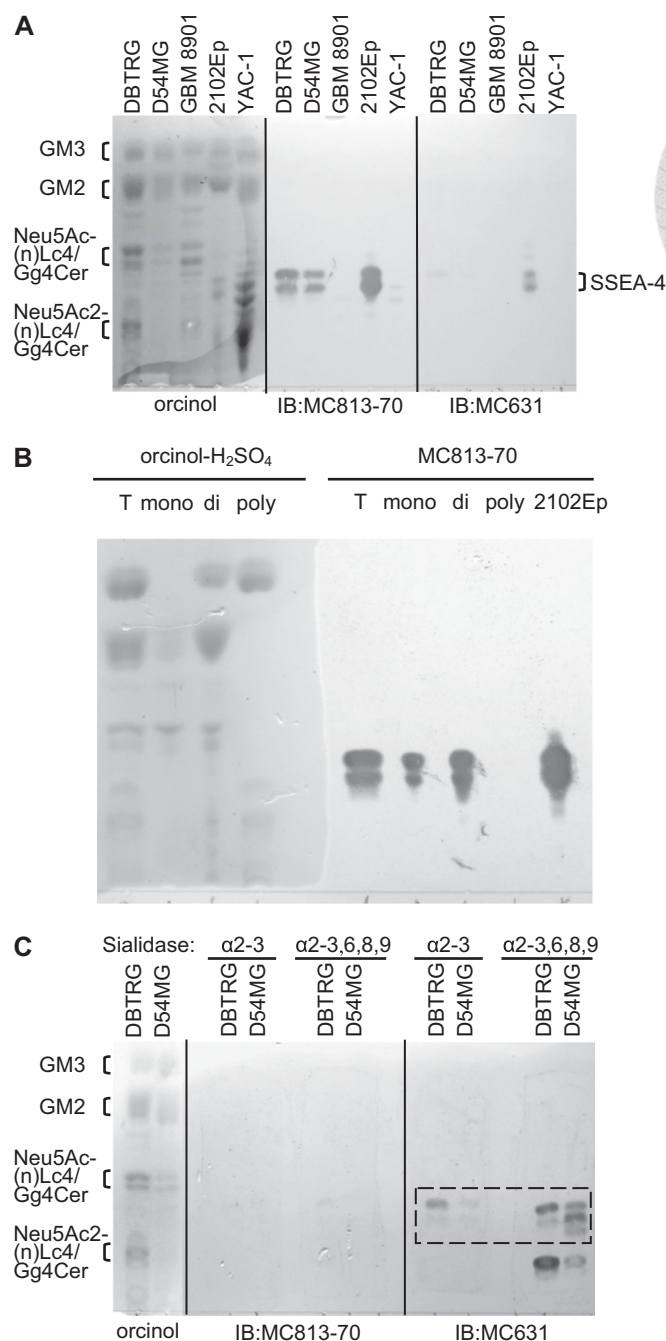 A
DBTRG
D54MG
GBM 8901
2102Ep
YAC-1
DBTRG
D54MG
GBM 8901
2102Ep
YAC-1
DBTRG
D54MG
GBM 8901
2102Ep
YAC-1
GM3
GM2
Neu5Ac-
(n)Lc4/
Gg4Cer
Neu5Ac2-
(n)Lc4/
Gg4Cer
SSEA-4
orcinol
IB:MC813-70
IB:MC631
B
orcinol-H₂SO₄
MC813-70
T mono di poly
T mono di poly 2102Ep
C
Sialidase: α2-3 α2-3,6,8,9 α2-3 α2-3,6,8,9
DBTRG
D54MG
DBTRG
D54MG
DBTRG
D54MG
DBTRG
D54MG
DBTRG
D54MG
GM3
GM2
Neu5Ac-
(n)Lc4/
Gg4Cer
Neu5Ac2-
(n)Lc4/
Gg4Cer
orcinol
IB:MC813-70
IB:MC631